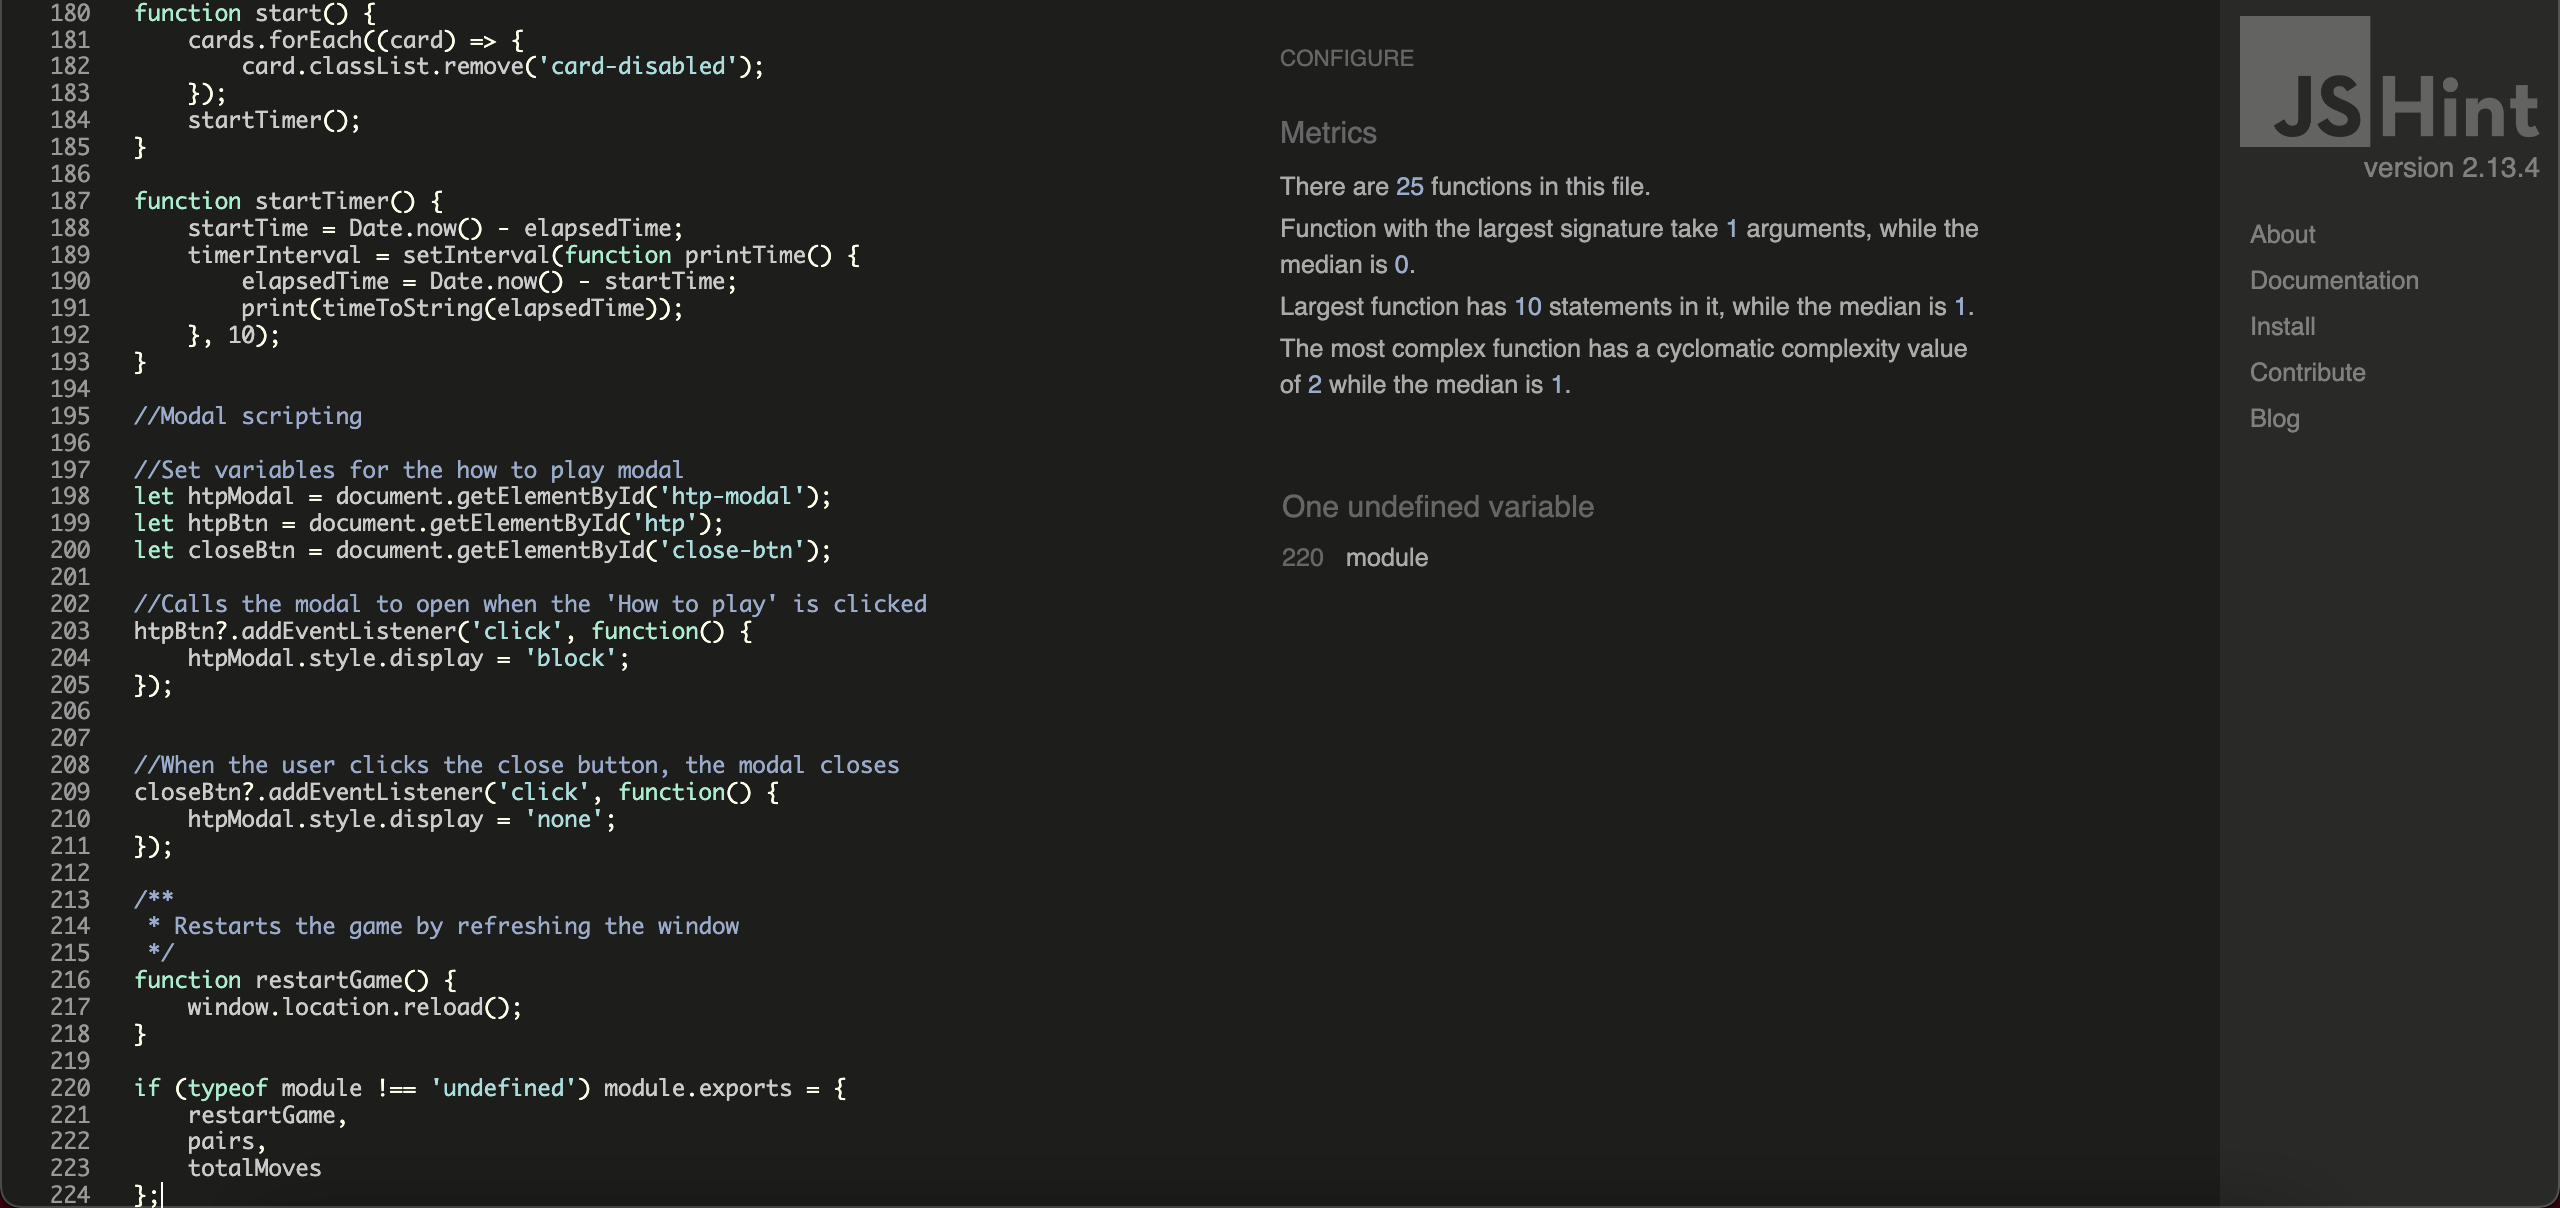 180 function start() {
181     cards.forEach((card) => {
182         card.classList.remove('card-disabled');
183     });
184     startTimer();
185 }
186
187 function startTimer() {
188     startTime = Date.now() - elapsedTime;
189     timerInterval = setInterval(function printTime() {
190         elapsedTime = Date.now() - startTime;
191         print(timeToString(elapsedTime));
192     }, 10);
193 }
194
195 //Modal scripting
196
197 //Set variables for the how to play modal
198 let htpModal = document.getElementById('htp-modal');
199 let htpBtn = document.getElementById('htp');
200 let closeBtn = document.getElementById('close-btn');
201
202 //Calls the modal to open when the 'How to play' is clicked
203 htpBtn?.addEventListener('click', function() {
204     htpModal.style.display = 'block';
205 });
206
207
208 //When the user clicks the close button, the modal closes
209 closeBtn?.addEventListener('click', function() {
210     htpModal.style.display = 'none';
211 });
212
213 /**
214  * Restarts the game by refreshing the window
215  */
216 function restartGame() {
217     window.location.reload();
218 }
219
220 if (typeof module !== 'undefined') module.exports = {
221     restartGame,
222     pairs,
223     totalMoves
224 };
CONFIGURE
Metrics
There are 25 functions in this file.
Function with the largest signature take 1 arguments, while the
median is 0.
Largest function has 10 statements in it, while the median is 1.
The most complex function has a cyclomatic complexity value
of 2 while the median is 1.
One undefined variable
220 module
JSHint
version 2.13.4
About
Documentation
Install
Contribute
Blog